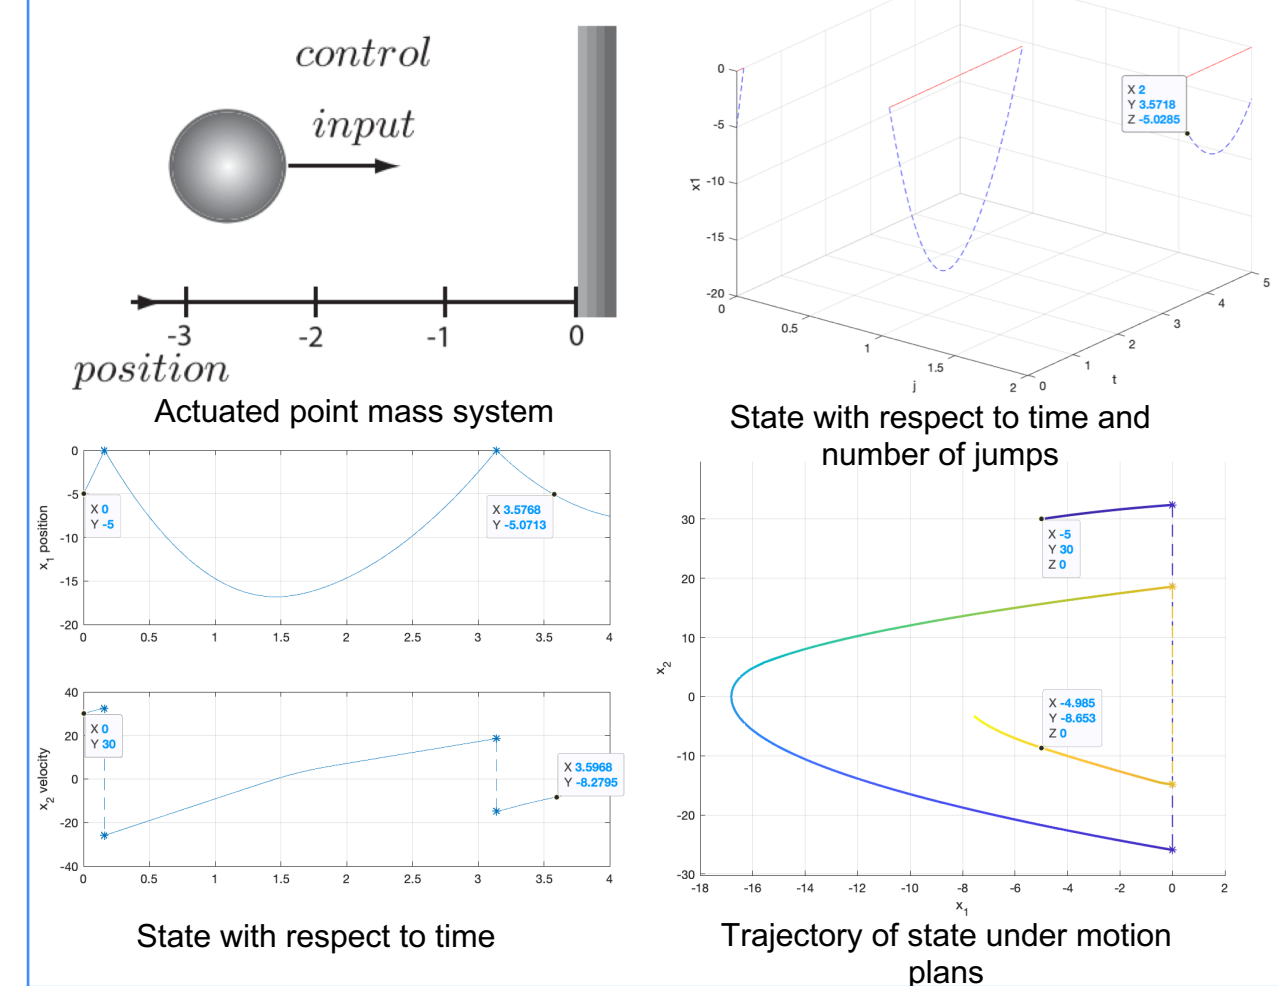 control
input
-3
-2
-1
0
position
Actuated point mass system
0
-5
-10
-15
-20
x1
0
0.5
1
1.5
2
j
0
1
2
3
4
5
t
X 2
Y 3.5718
Z -5.0285
State with respect to time and
number of jumps
0
-5
-10
-15
-20
x1 position
X 0
Y -5
X 3.5768
Y -5.0713
0
0.5
1
1.5
2
2.5
3
3.5
4
40
20
0
-20
-40
x2 velocity
X 0
Y 30
X 3.5968
Y -8.2795
0
0.5
1
1.5
2
2.5
3
3.5
4
State with respect to time
30
20
10
0
-10
-20
-30
x2
X -5
Y 30
Z 0
X -4.985
Y -8.653
Z 0
-18
-16
-14
-12
-10
-8
-6
-4
-2
0
2
x1
Trajectory of state under motion
plans